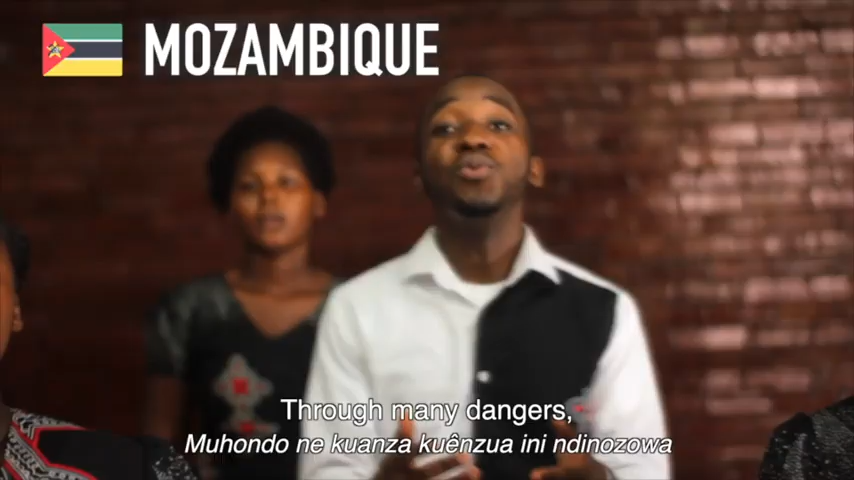 MOZAMBIQUE
Through many dangers,
Muhondo ne kuanza kuênzua ini ndinozowa